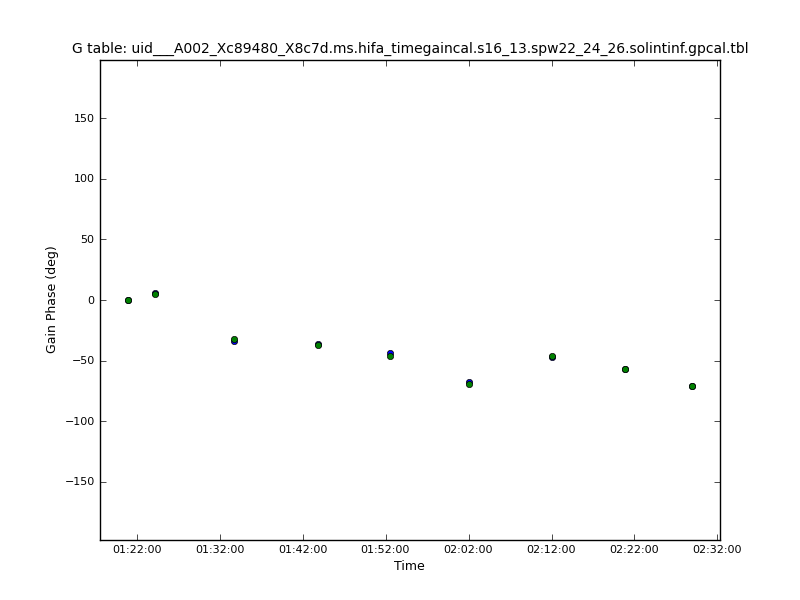 G table: uid___A002_Xc89480_X8c7d.ms.hifa_timegaincal.s16_13.spw22_24_26.solintinf.gpcal.tbl
150
100
50
0
−50
−100
−150
Gain Phase (deg)
01:22:00 01:32:00 01:42:00 01:52:00 02:02:00 02:12:00 02:22:00 02:32:00
Time